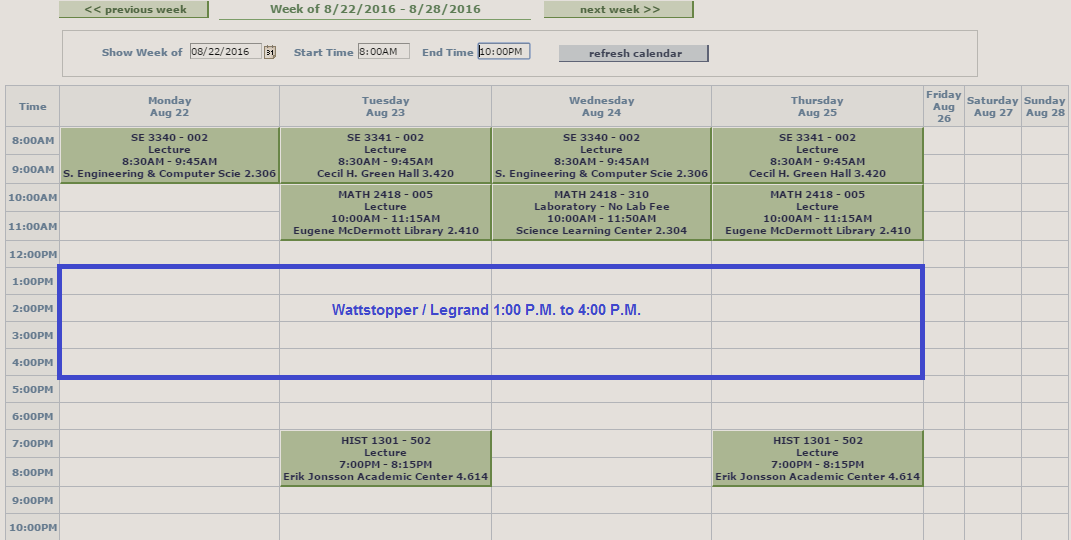 << previous week
Week of 8/22/2016 - 8/28/2016
next week >>
Show Week of 08/22/2016 31 Start Time 8:00AM End Time 10:00PM refresh calendar
Time
Monday
Aug 22
Tuesday
Aug 23
Wednesday
Aug 24
Thursday
Aug 25
Friday
Aug
26
Saturday
Aug 27
Sunday
Aug 28
8:00AM
9:00AM
SE 3340 - 002
Lecture
8:30AM - 9:45AM
S. Engineering & Computer Scie 2.306
SE 3341 - 002
Lecture
8:30AM - 9:45AM
Cecil H. Green Hall 3.420
SE 3340 - 002
Lecture
8:30AM - 9:45AM
S. Engineering & Computer Scie 2.306
SE 3341 - 002
Lecture
8:30AM - 9:45AM
Cecil H. Green Hall 3.420
10:00AM
11:00AM
MATH 2418 - 005
Lecture
10:00AM - 11:15AM
Eugene McDermott Library 2.410
MATH 2418 - 310
Laboratory - No Lab Fee
10:00AM - 11:50AM
Science Learning Center 2.304
MATH 2418 - 005
Lecture
10:00AM - 11:15AM
Eugene McDermott Library 2.410
12:00PM
1:00PM
2:00PM
Wattstopper / Legrand 1:00 P.M. to 4:00 P.M.
3:00PM
4:00PM
5:00PM
6:00PM
7:00PM
8:00PM
HIST 1301 - 502
Lecture
7:00PM - 8:15PM
Erik Jonsson Academic Center 4.614
HIST 1301 - 502
Lecture
7:00PM - 8:15PM
Erik Jonsson Academic Center 4.614
9:00PM
10:00PM